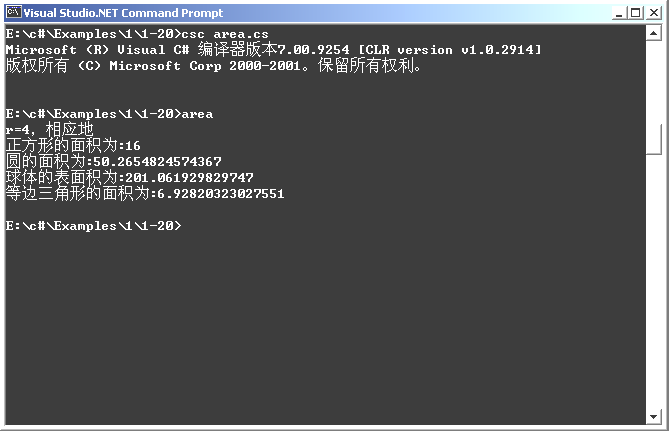 Visual Studio.NET Command Prompt
E:\c#\Examples\1\1-20>csc area.cs
Microsoft (R) Visual C# 编译器版本7.00.9254 [CLR version v1.0.2914]
版权所有 (C) Microsoft Corp 2000-2001。保留所有权利。
E:\c#\Examples\1\1-20>area
r=4, 相应地
正方形的面积为:16
圆的面积为:50.2654824574367
球体的表面积为:201.061929829747
等边三角形的面积为:6.92820323027551
E:\c#\Examples\1\1-20>